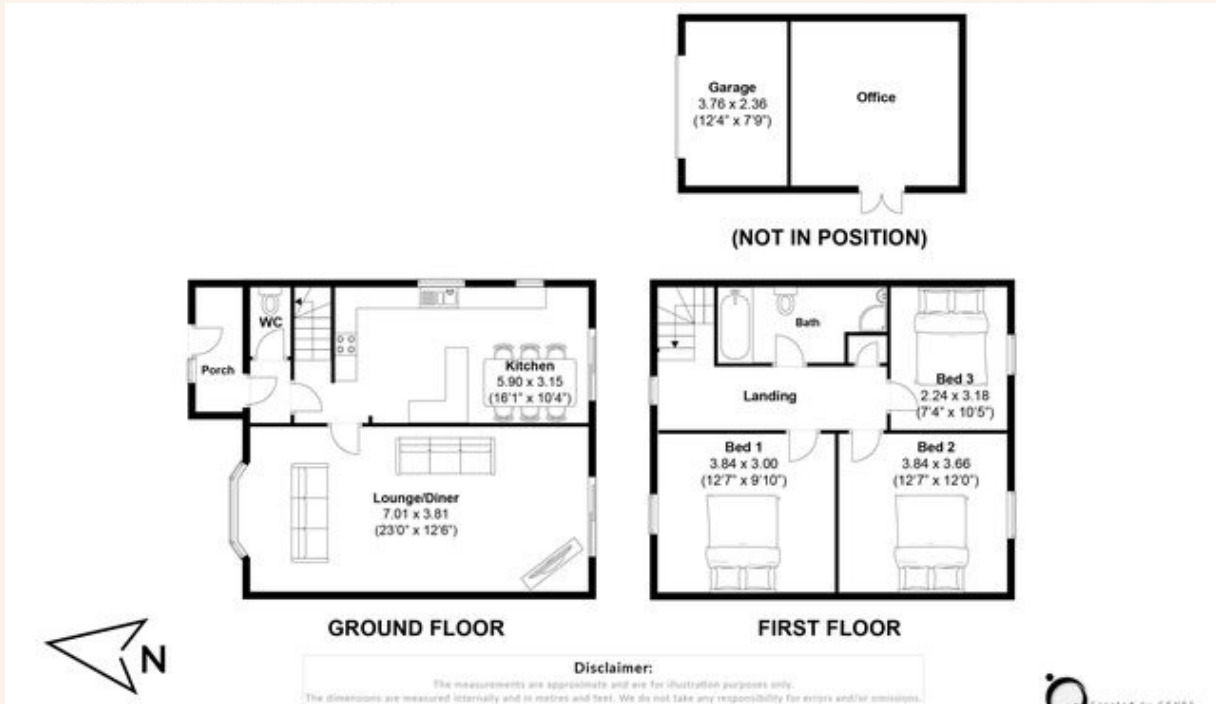 Garage
3.76 x 2.36
(12'4" x 7'9")
Office
(NOT IN POSITION)
WC
Porch
Kitchen
5.90 x 3.15
(16'1" x 10'4")
Lounge/Diner
7.01 x 3.81
(23'0" x 12'6")
GROUND FLOOR
Bath
Landing
Bed 3
2.24 x 3.18
(7'4" x 10'5")
Bed 1
3.84 x 3.00
(12'7" x 9'10")
Bed 2
3.84 x 3.66
(12'7" x 12'0")
FIRST FLOOR
N
Disclaimer:
The measurements are approximate and are for illustration purposes only.
The dimensions are measured internally and in metres and feet. We do not take any responsibility for errors and/or omissions.